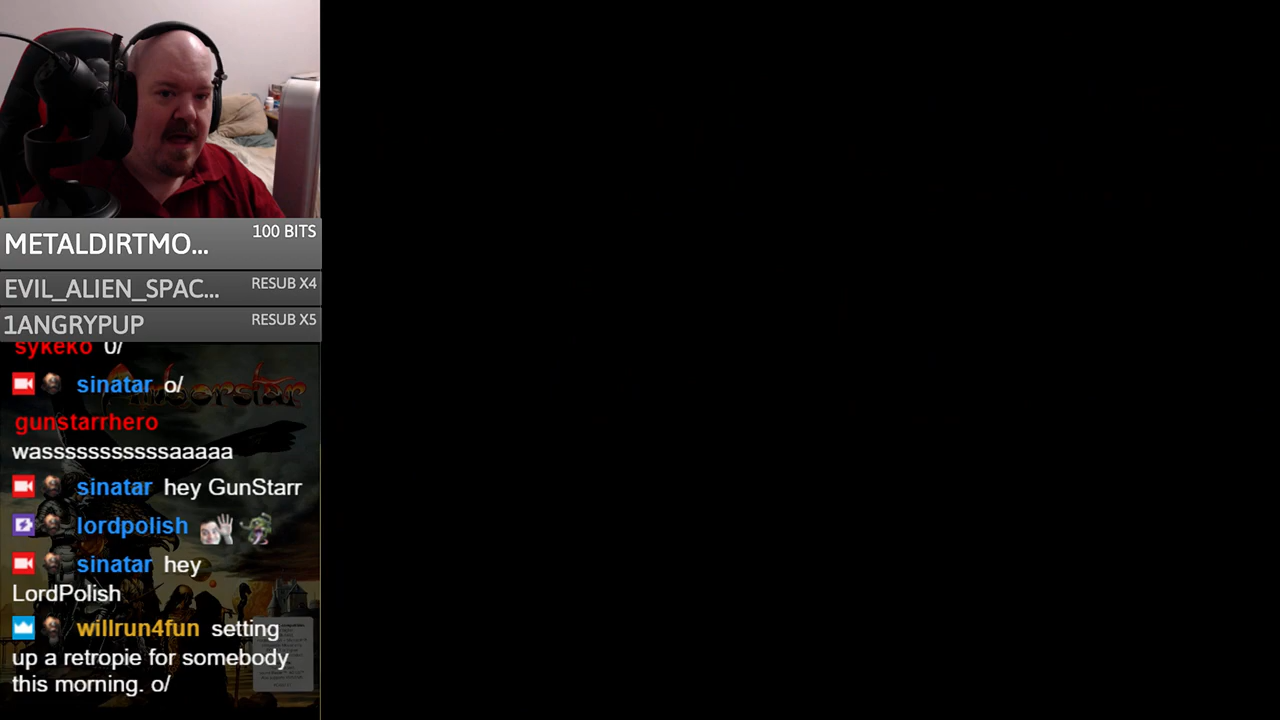 METALDIRTMO...
100 BITS
EVIL_ALIEN_SPAC...
RESUB X4
1ANGRYPUP
RESUB X5
sykeko o/
sinatar o/
gunstarrhero
wasssssssssssaaaaa
sinatar hey GunStarr
lordpolish
sinatar hey
LordPolish
willrun4fun setting
up a retropie for somebody
this morning. o/